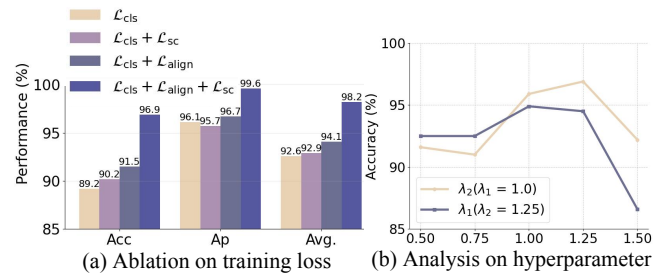 ℒcls
ℒcls + ℒsc
ℒcls + ℒalign
ℒcls + ℒalign + ℒsc
Performance (%)
100
95
90
85
89.2
90.2
91.5
96.9
96.1
95.7
96.7
99.6
92.6
92.9
94.1
98.2
Acc
Ap
Avg.
(a) Ablation on training loss
Accuracy (%)
100
95
90
85
λ2(λ1 = 1.0)
λ1(λ2 = 1.25)
0.50
0.75
1.00
1.25
1.50
(b) Analysis on hyperparameter